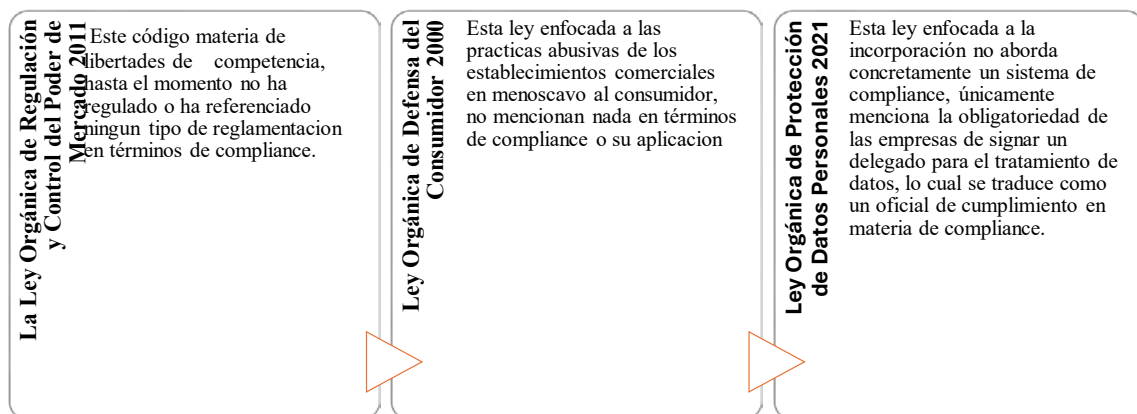 La Ley Orgánica de Regulación
y Control del Poder de
Mercado 2011
Este código materia de
libertades de competencia,
hasta el momento no ha
regulado o ha referenciado
ningun tipo de reglamentacion
en términos de compliance.
Ley Orgánica de Defensa del
Consumidor 2000
Esta ley enfocada a las
practicas abusivas de los
establecimientos comerciales
en menoscavo al consumidor,
no mencionan nada en términos
de compliance o su aplicacion
Ley Orgánica de Protección
de Datos Personales 2021
Esta ley enfocada a la
incorporación no aborda
concretamente un sistema de
compliance, únicamente
menciona la obligatoriedad de
las empresas de signar un
delegado para el tratamiento de
datos, lo cual se traduce como
un oficial de cumplimiento en
materia de compliance.